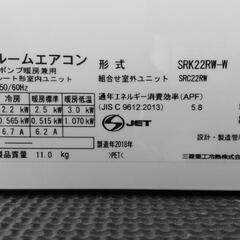 ルームエアコン
ポンプ暖房兼用
ルート形室内ユニット
50/60Hz
形式 SRK22RW-W
組合せ室外ユニット SRC22RW
冷房 暖房標準 暖房低温
2.2 kW 2.5 kW 3.0 kW
0.565 kW 0.515 kW 1.070 kW
6.7 A 6.2 A
製品質量 11.0 kg
通年エネルギー消費効率(APF)
(JIS C 9612:2013) 5.8
JET
製造年2018年
>PET<
三菱重工冷熱株式会社